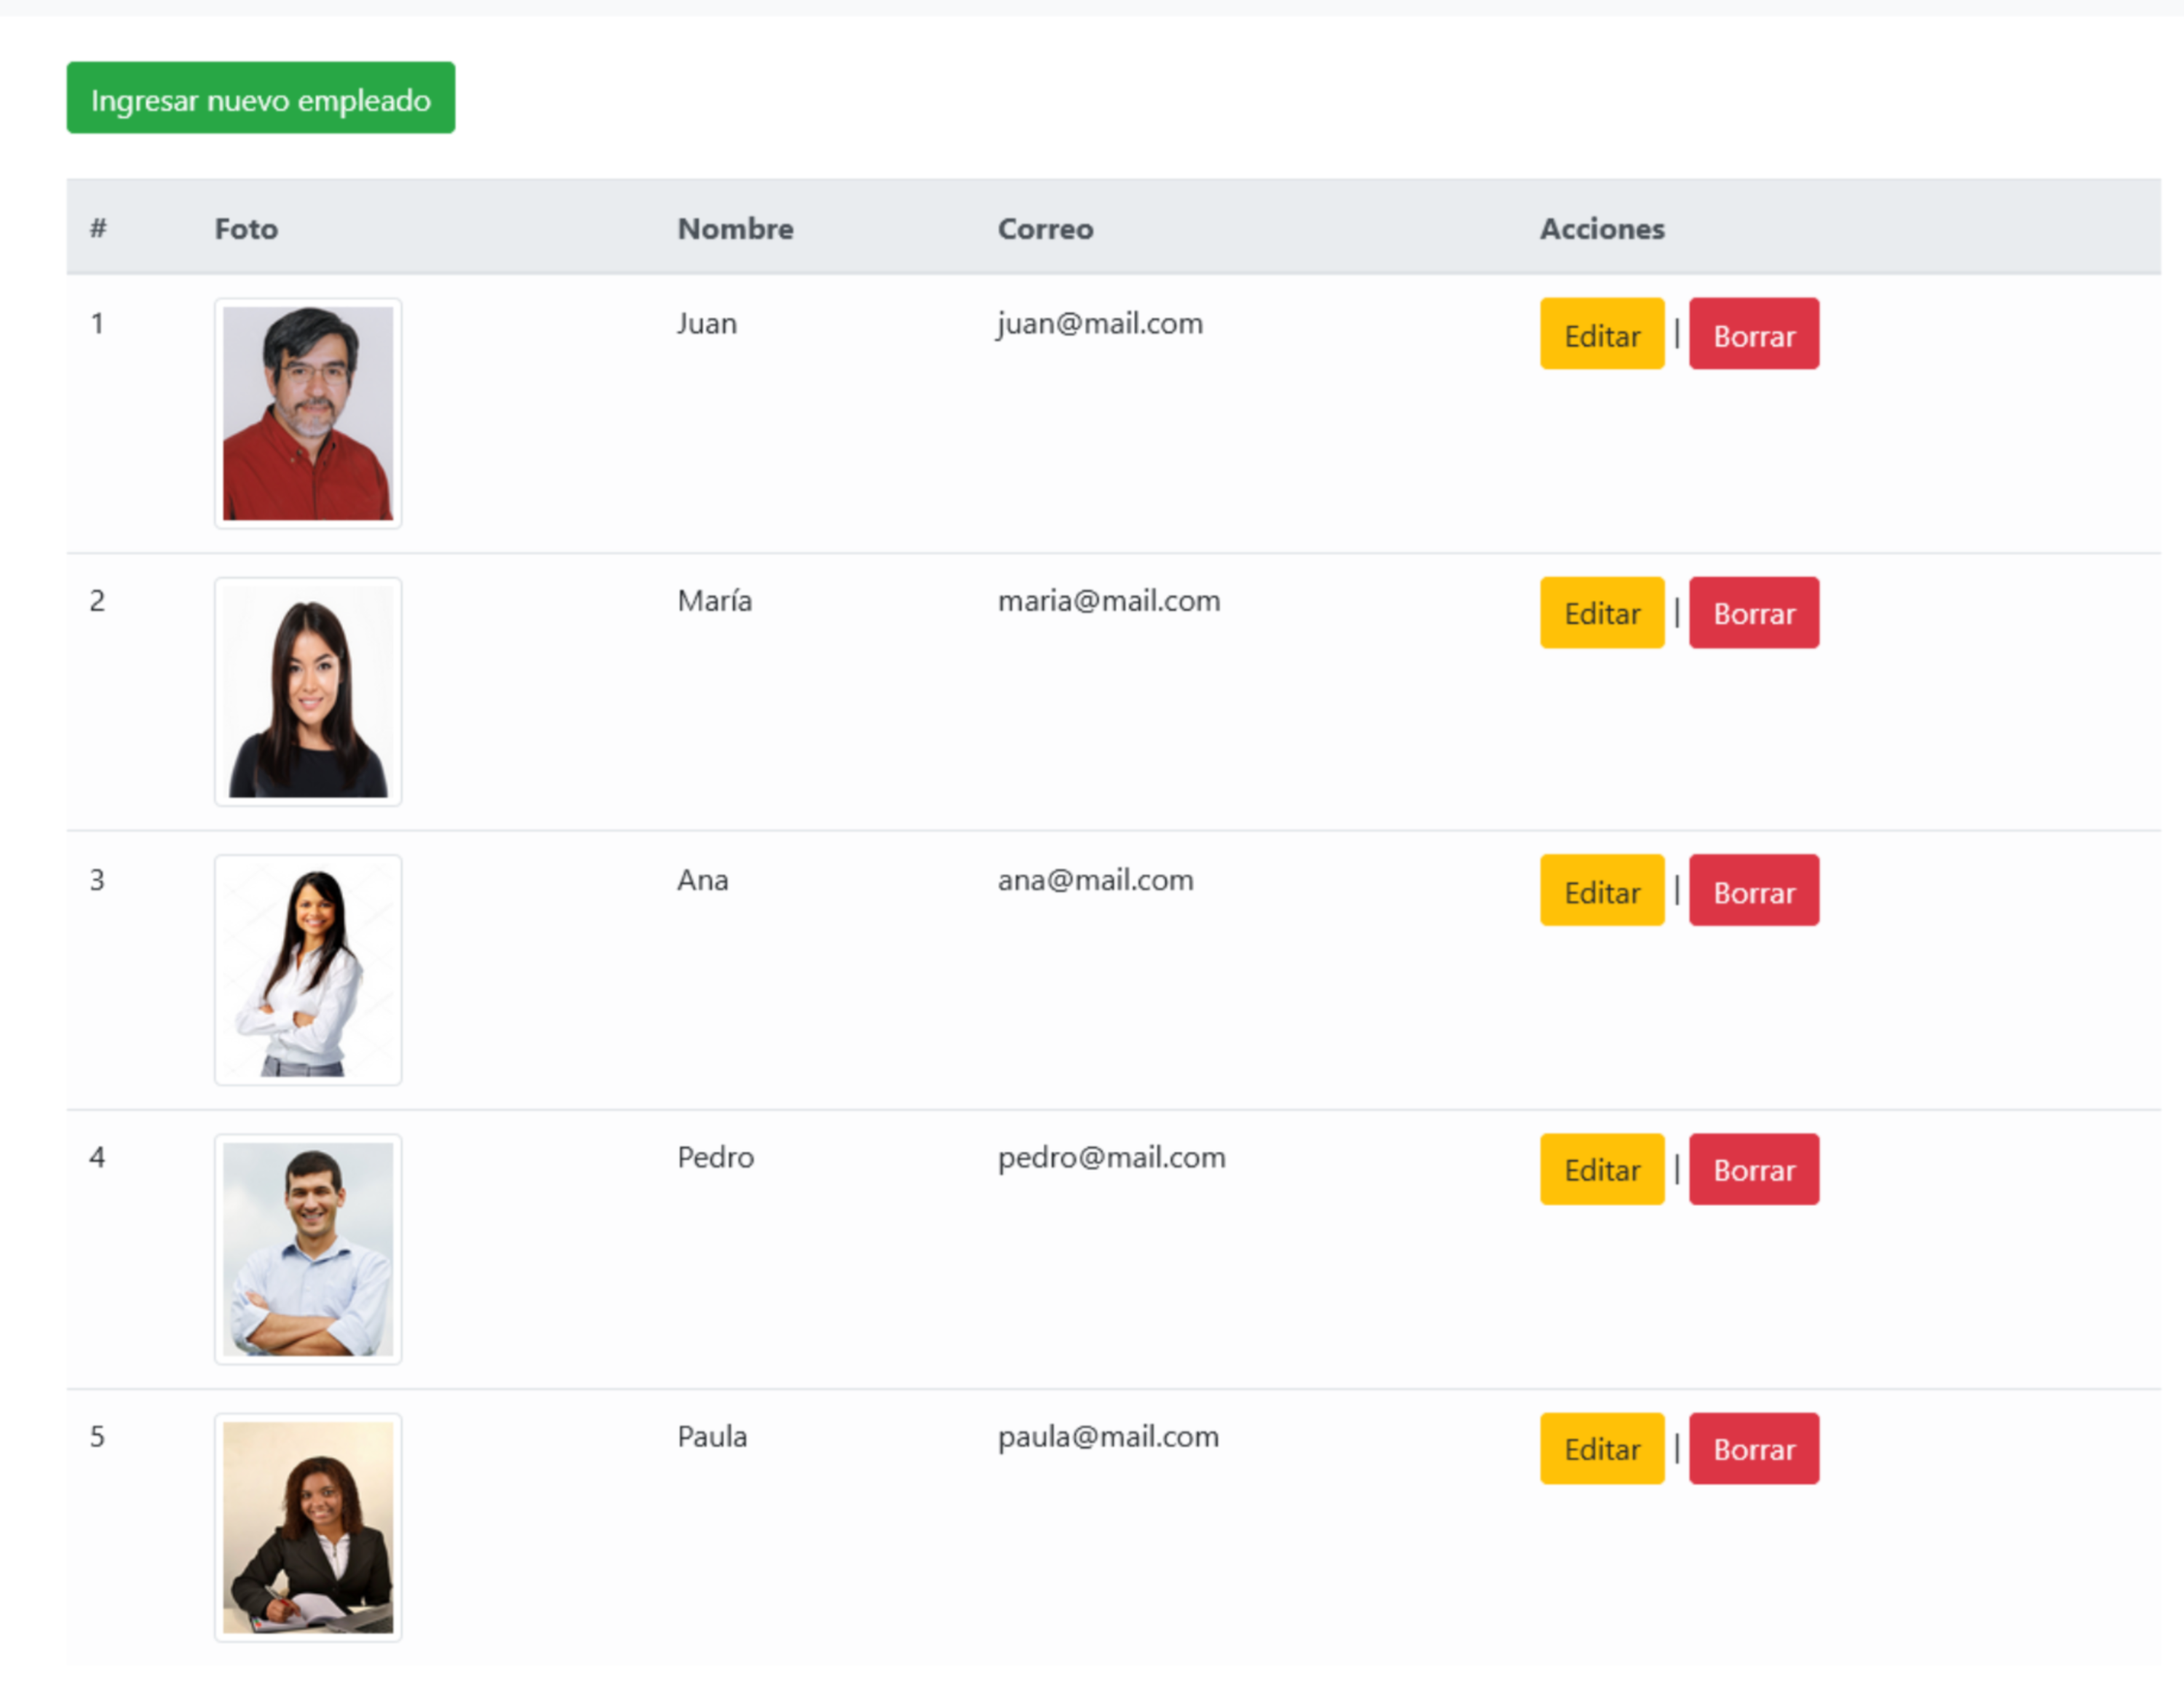 Ingresar nuevo empleado
# Foto Nombre Correo Acciones
1 Juan juan@mail.com Editar | Borrar
2 María maria@mail.com Editar | Borrar
3 Ana ana@mail.com Editar | Borrar
4 Pedro pedro@mail.com Editar | Borrar
5 Paula paula@mail.com Editar | Borrar